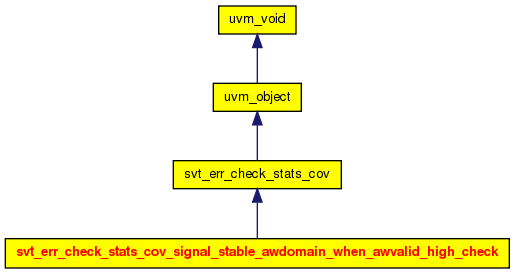 uvm_void
uvm_object
svt_err_check_stats_cov
svt_err_check_stats_cov_signal_stable_awdomain_when_awvalid_high_check